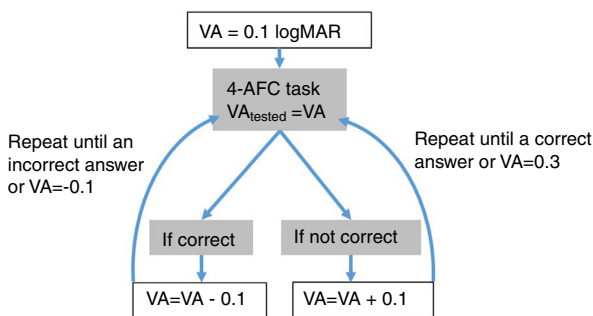 VA = 0.1 logMAR
4-AFC task
VAtested =VA
Repeat until an
incorrect answer
or VA=-0.1
Repeat until a correct
answer or VA=0.3
If correct
If not correct
VA=VA - 0.1
VA=VA + 0.1